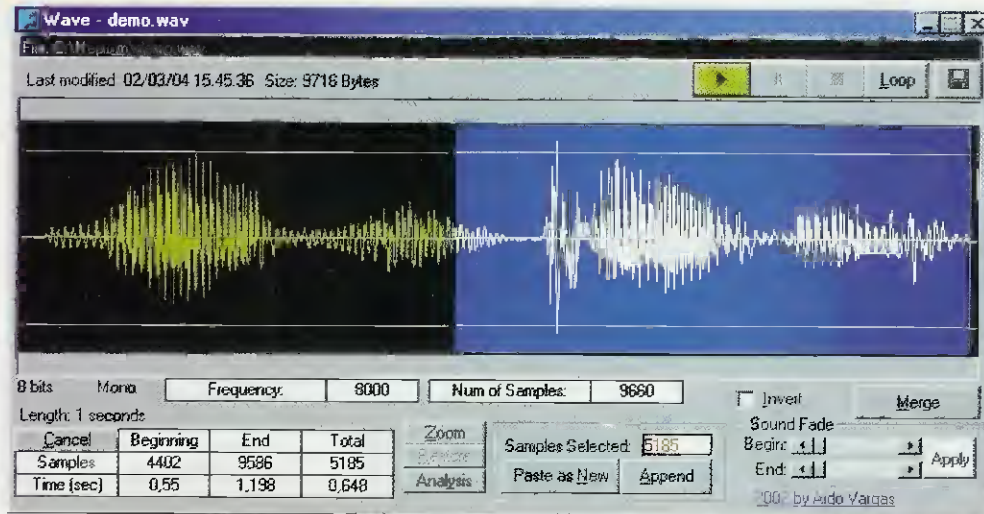 Wave - demo.wav
Last modified 02/03/04 15.45.36 Size: 9716 Bytes
Loop
8 bits Mono Frequency: 8000 Num of Samples: 9660
Length: 1 seconds
Invert Merge
Sound Fade
Cancel Beginning End Total
Samples 4402 9586 5185
Time (sec) 0,55 1,198 0,648
Zoom
Analysis
Samples Selected: 5185
Paste as New Append
Begin:
End:
Apply
2002 by Aido Vargas